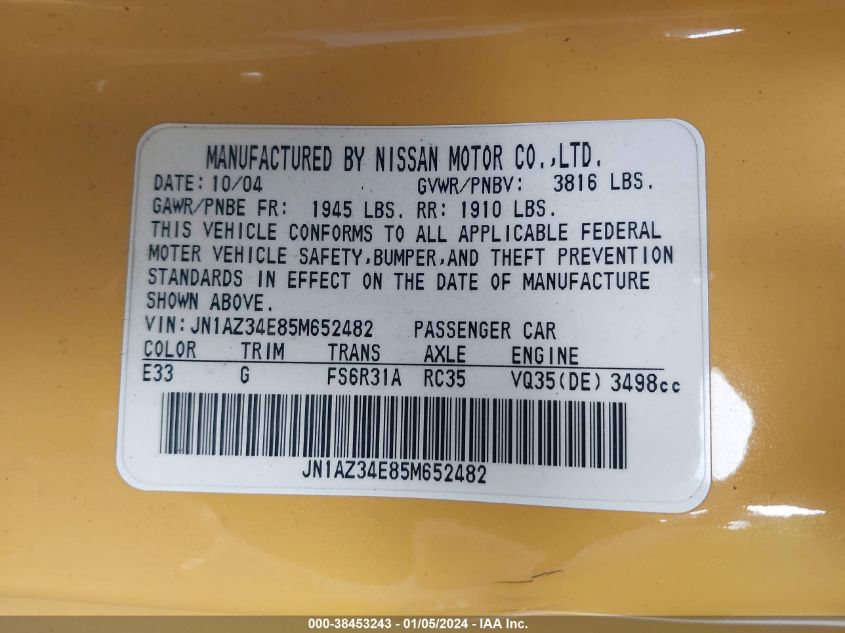 MANUFACTURED BY NISSAN MOTOR CO.,LTD.
DATE: 10/04 GVWR/PNBV: 3816 LBS.
GAWR/PNBE FR: 1945 LBS. RR: 1910 LBS.
THIS VEHICLE CONFORMS TO ALL APPLICABLE FEDERAL
MOTER VEHICLE SAFETY,BUMPER,AND THEFT PREVENTION
STANDARDS IN EFFECT ON THE DATE OF MANUFACTURE
SHOWN ABOVE.
VIN:JN1AZ34E85M652482 PASSENGER CAR
COLOR TRIM TRANS AXLE ENGINE
E33 G FS6R31A RC35 VQ35(DE) 3498cc
JN1AZ34E85M652482
000-38453243 - 01/05/2024 - IAA Inc.